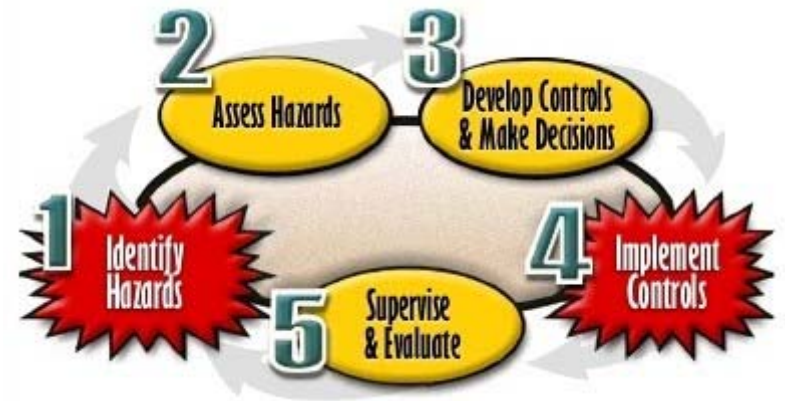 1
Identify
Hazards
2
Assess Hazards
3
Develop Controls
& Make Decisions
4
Implement
Controls
5
Supervise
& Evaluate